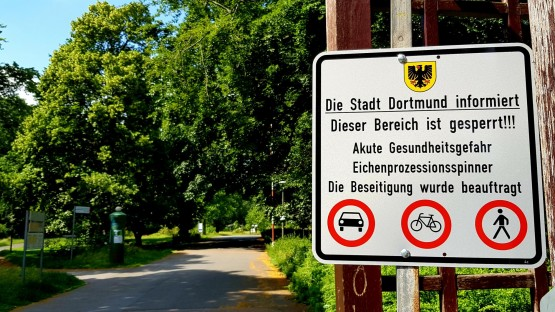 Die Stadt Dortmund informiert
Dieser Bereich ist gesperrt!!!
Akute Gesundheitsgefahr
Eichenprozessionsspinner
Die Beseitigung wurde beauftragt